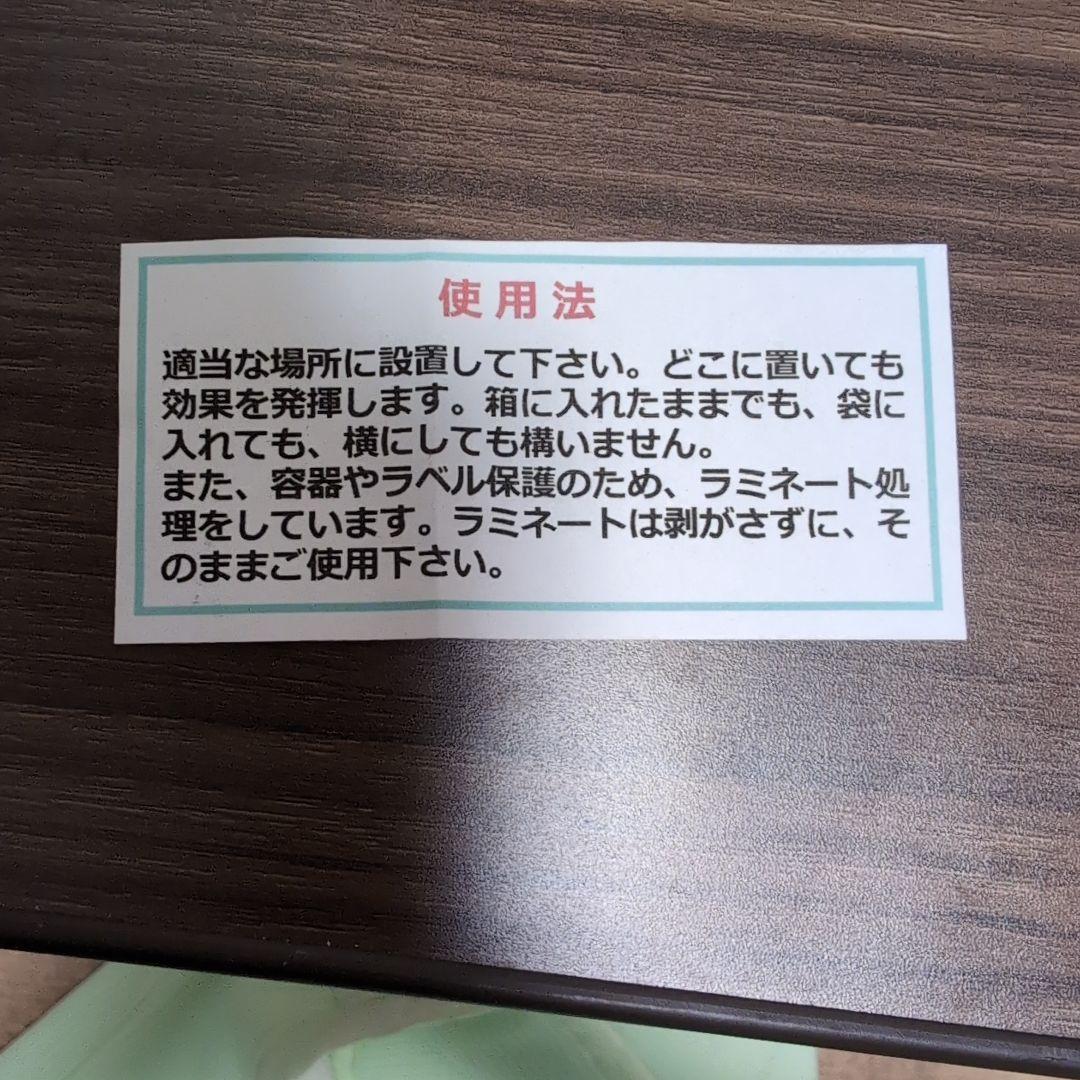 使用法
適当な場所に設置して下さい。どこに置いても
効果を発揮します。箱に入れたままでも、袋に
入れても、横にしても構いません。
また、容器やラベル保護のため、ラミネート処
理をしています。ラミネートは剥がさずに、そ
のままご使用下さい。